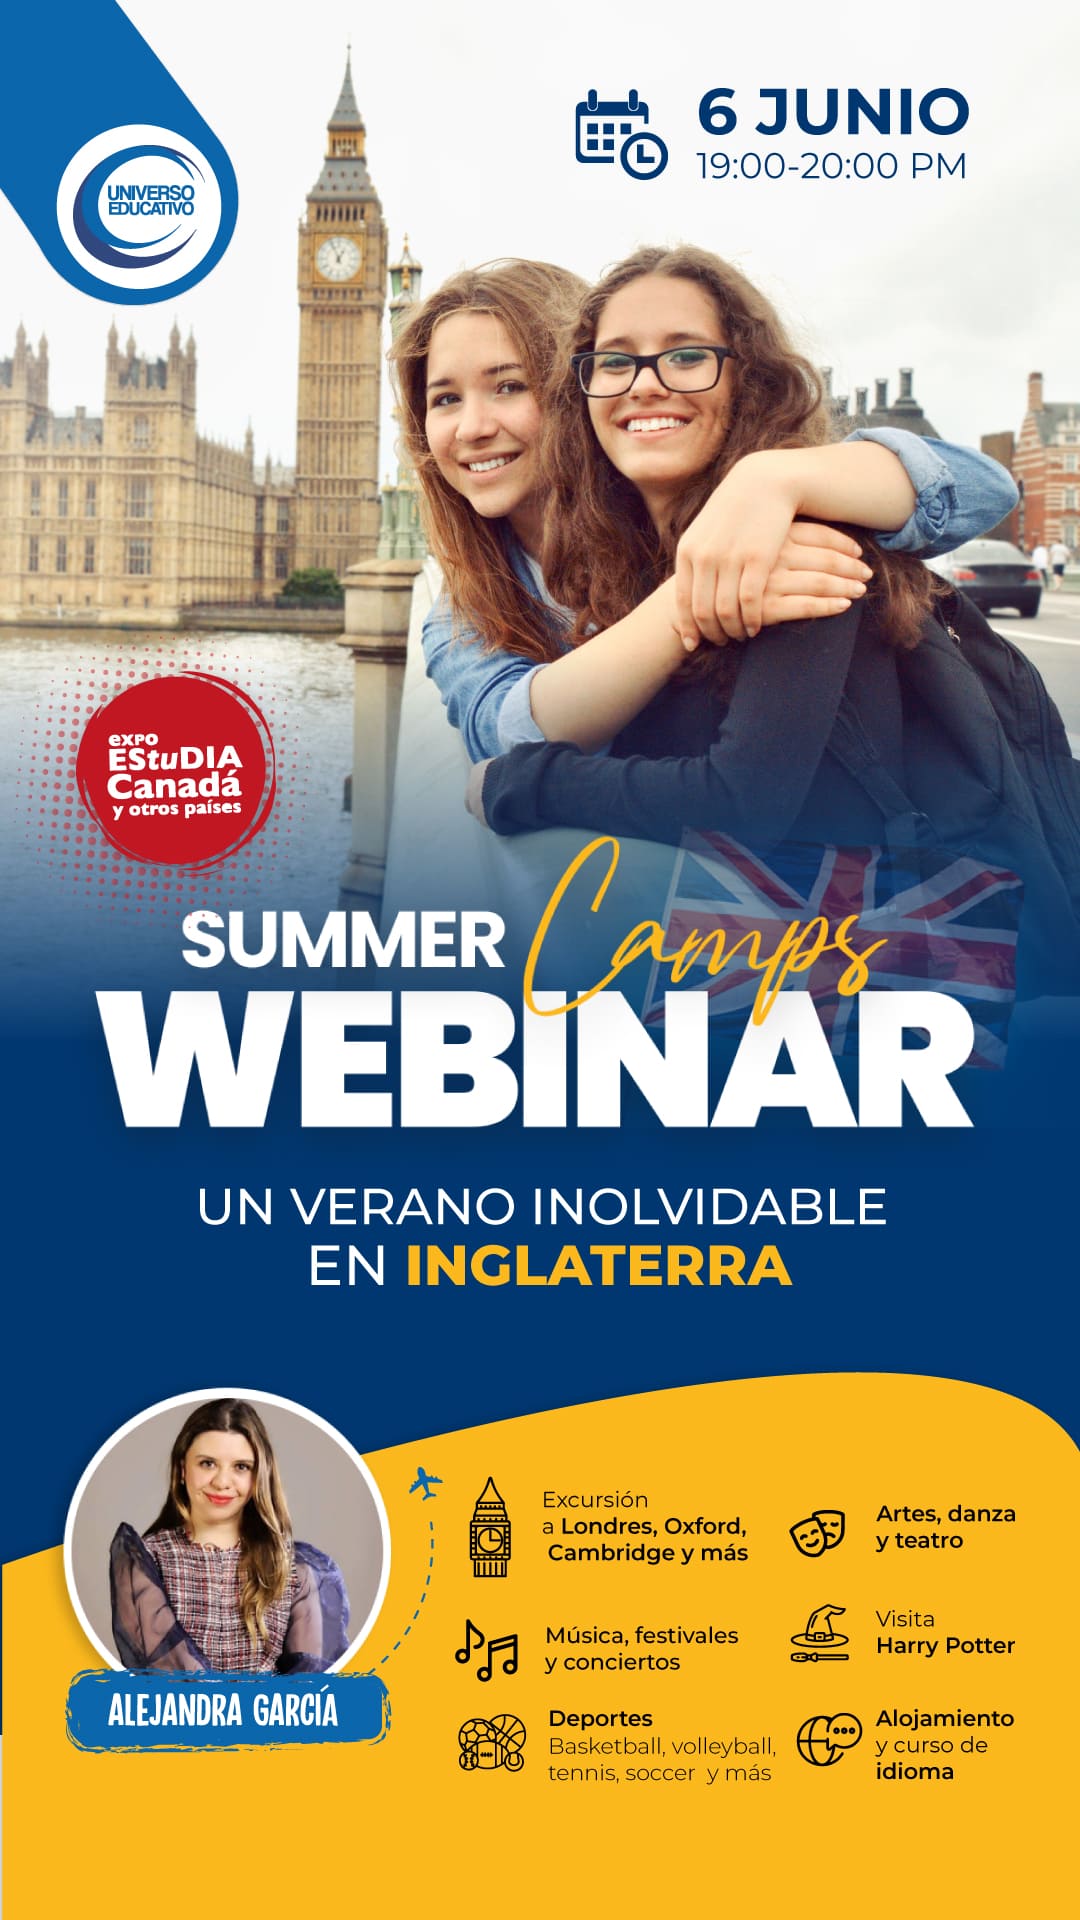 UNIVERSO
EDUCATIVO
6 JUNIO
19:00-20:00 PM
eXPO
EStuDIA
Canadá
y otros países
SUMMER Camps
WEBINAR
UN VERANO INOLVIDABLE
EN INGLATERRA
ALEJANDRA GARCÍA
Excursión
a Londres, Oxford,
Cambridge y más
Artes, danza
y teatro
Música, festivales
y conciertos
Visita
Harry Potter
Deportes
Basketball, volleyball,
tennis, soccer y más
Alojamiento
y curso de
idioma